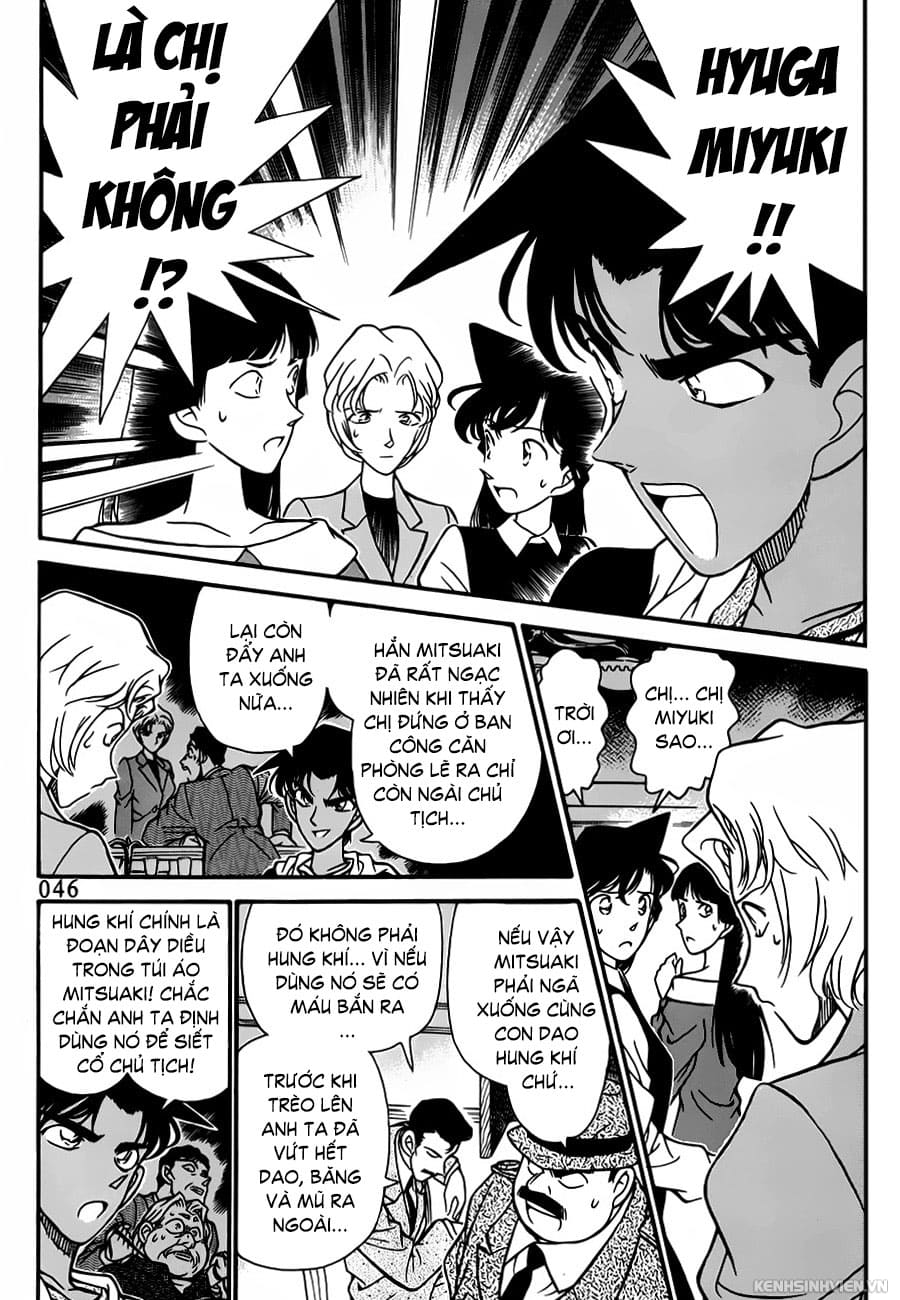 HYUGA
MIYUKI
!!
LÀ CHỊ
PHẢI
KHÔNG
!?
CHỊ... CHỊ
MIYUKI
SAO...
TRỜI
ƠI...
HẮN MITSUAKI
ĐÃ RẤT NGẠC
NHIÊN KHI THẤY
CHỊ ĐỨNG Ở BAN
CÔNG CĂN
PHÒNG LẼ RA CHỈ
CÒN NGÀI CHỦ
TỊCH...
LẠI CÒN
ĐẨY ANH
TA XUỐNG
NỮA...
046
NẾU VẬY
MITSUAKI
PHẢI NGÃ
XUỐNG CÙNG
CON DAO
HUNG KHÍ
CHỨ...
ĐÓ KHÔNG PHẢI
HUNG KHÍ... VÌ NẾU
DÙNG NÓ SẼ CÓ
MÁU BẮN RA
...
TRƯỚC KHI
TRÈO LÊN
ANH TA ĐÃ
VỨT HẾT
DAO, BĂNG
VÀ MŨ RA
NGOÀI...
HUNG KHÍ CHÍNH LÀ
ĐOẠN DÂY DIỀU
TRONG TÚI ÁO
MITSUAKI! CHẮC
CHẮN ANH TA ĐỊNH
DÙNG NÓ ĐỂ SIẾT
CỔ CHỦ TỊCH!
KENHSINHVIEN.VN